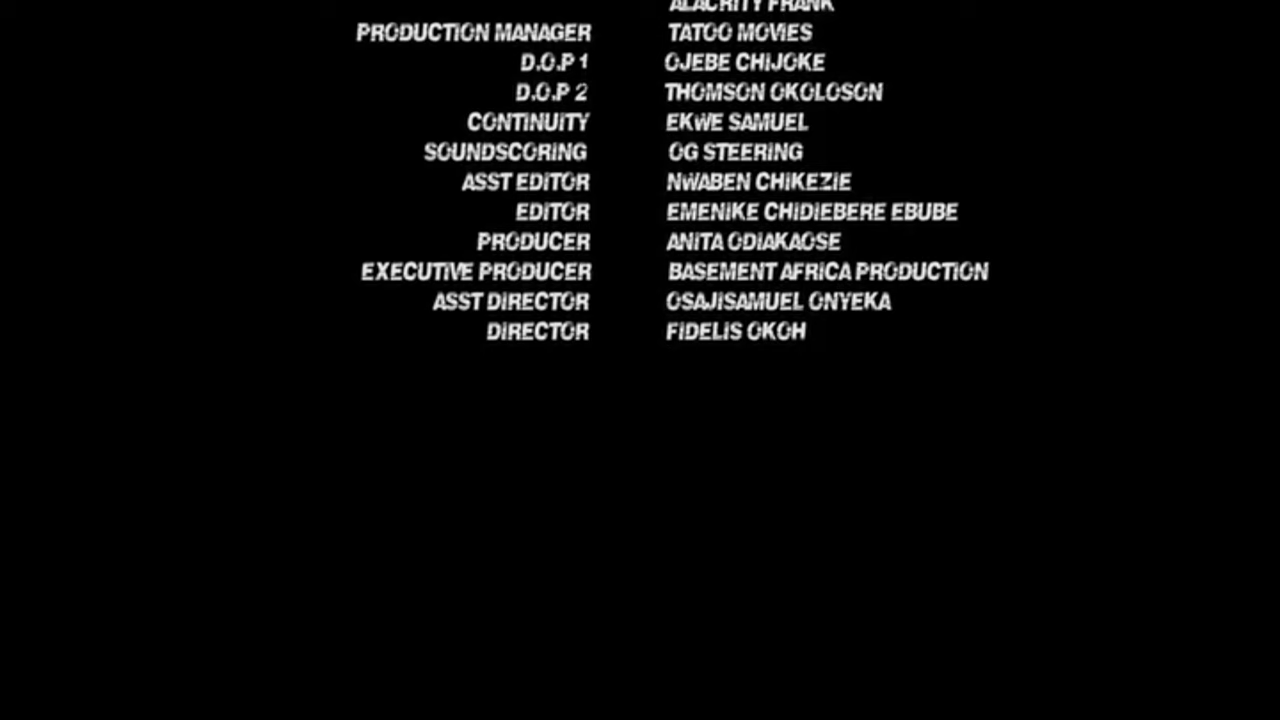 ALACRITY FRANK
PRODUCTION MANAGER TATOO MOVIES
D.O.P 1 OJEBE CHIJOKE
D.O.P 2 THOMSON OKOLOSON
CONTINUITY EKWE SAMUEL
SOUNDSCORING OG STEERING
ASST EDITOR NWABEN CHIKEZIE
EDITOR EMENIKE CHIDIEBERE EBUBE
PRODUCER ANITA ODIAKAOSE
EXECUTIVE PRODUCER BASEMENT AFRICA PRODUCTION
ASST DIRECTOR OSAJISAMUEL ONYEKA
DIRECTOR FIDELIS OKOH